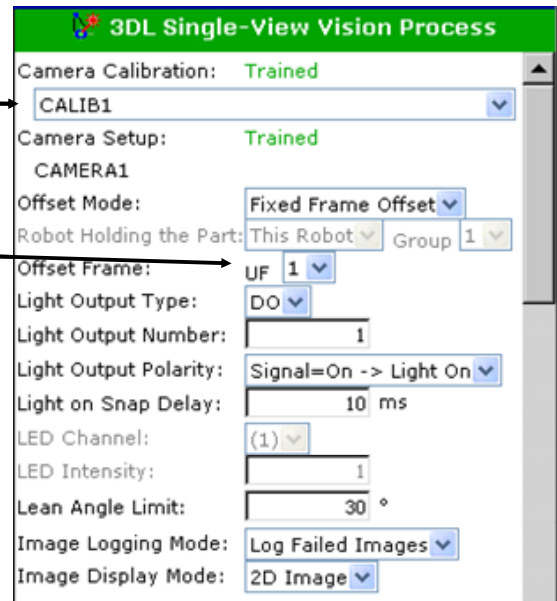 3DL Single-View Vision Process
Camera Calibration: Trained
CALIB1
Camera Setup: Trained
CAMERA1
Offset Mode: Fixed Frame Offset
Robot Holding the Part: This Robot Group 1
Offset Frame: UF 1
Light Output Type: DO
Light Output Number: 1
Light Output Polarity: Signal=On -> Light On
Light on Snap Delay: 10 ms
LED Channel: (1)
LED Intensity: 1
Lean Angle Limit: 30 °
Image Logging Mode: Log Failed Images
Image Display Mode: 2D Image